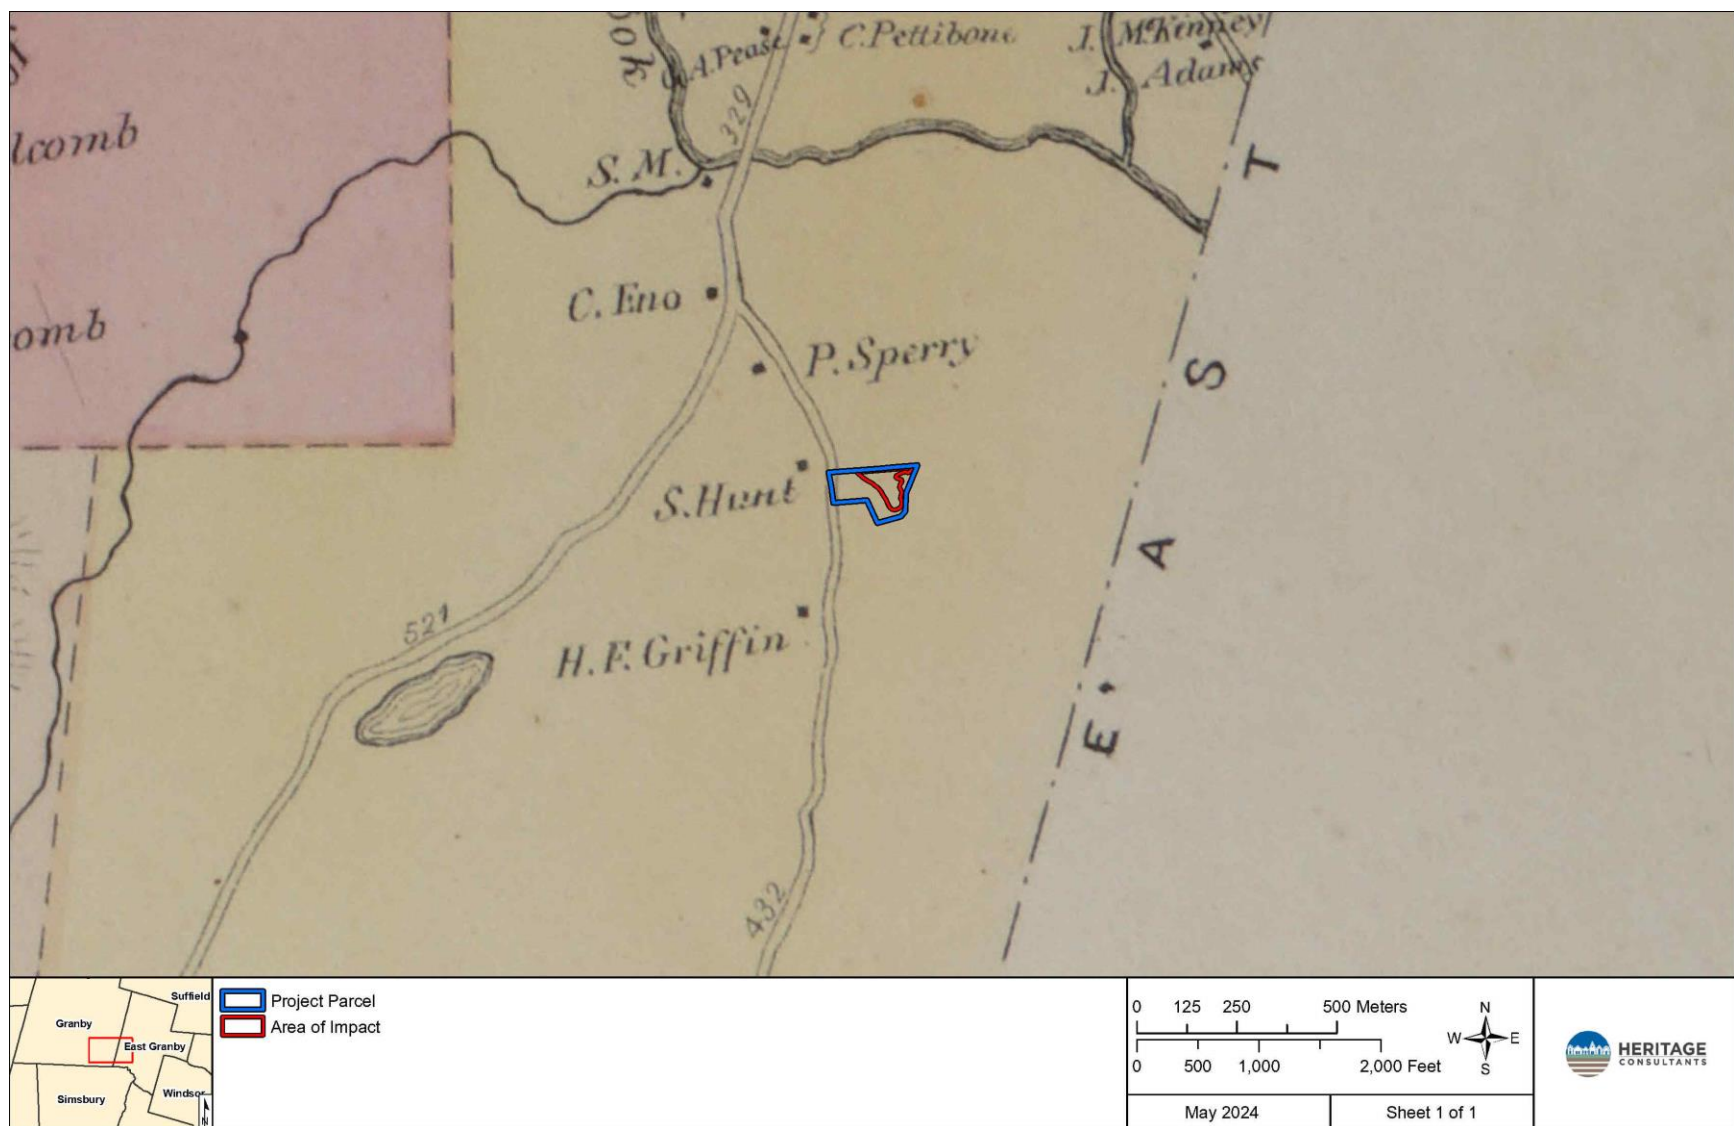 C. Pettibone
J. McKinney
A. Pease
J. Adams
329
lcomb
S. M.
T
C. Eno
omb
P. Sperry
S
S. Hunt
A
521
H. F. Griffin
E,
432
Suffield
Granby
East Granby
Simsbury
Windsor
N
Project Parcel
Area of Impact
0 125 250 500 Meters
0 500 1,000 2,000 Feet
N
W E
S
May 2024
Sheet 1 of 1
HERITAGE
CONSULTANTS